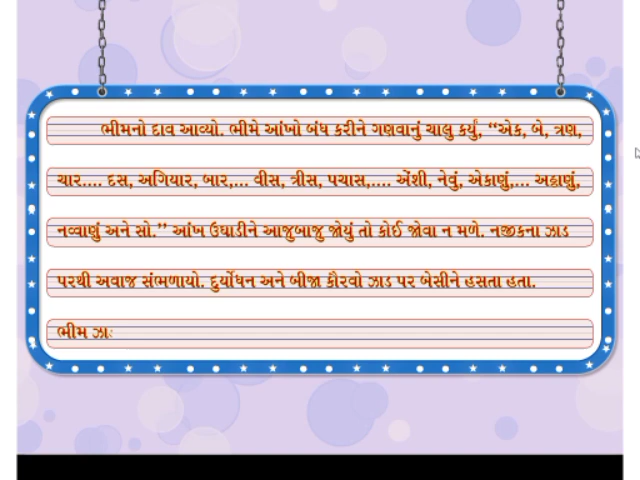 ભીમનો દાવ આવ્યો. ભીમે આંખો બંધ કરીને ગણવાનું ચાલુ કર્યું, “એક, બે, ત્રણ,
ચાર.... દસ, અગિયાર, બાર,... વીસ, ત્રીસ, પચાસ,.... એંશી, નેવું, એકાણું,... અઠ્ઠાણું,
નવ્વાણું અને સો.” આંખ ઉઘાડીને આજુબાજુ જોયું તો કોઈ જોવા ન મળે. નજીકના ઝાડ
પરથી અવાજ સંભળાયો. દુર્યોધન અને બીજા કૌરવો ઝાડ પર બેસીને હસતા હતા.
ભીમ